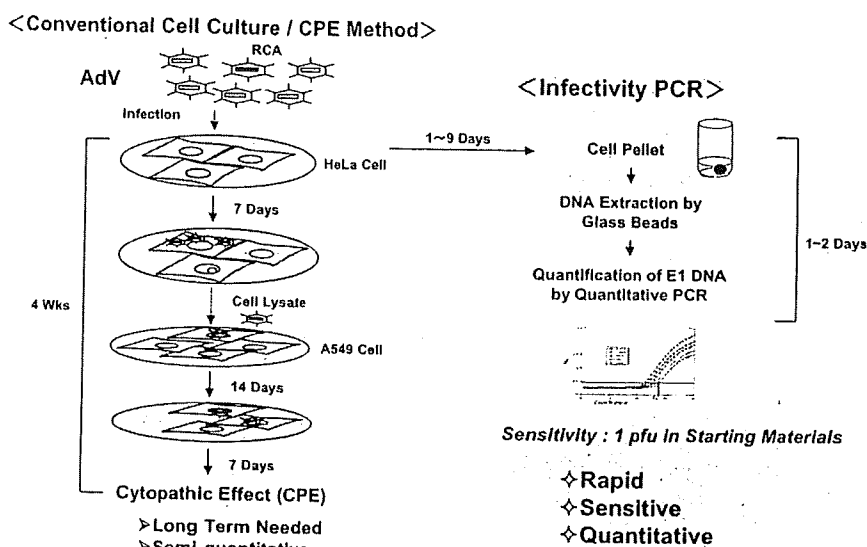 <Conventional Cell Culture / CPE Method>
RCA
AdV
Infection
HeLa Cell
7 Days
Cell Lysate
A549 Cell
14 Days
7 Days
4 Wks
Cytopathic Effect (CPE)
➢Long Term Needed
➢Semi-quantitative
<Infectivity PCR>
1~9 Days
Cell Pellet
DNA Extraction by
Glass Beads
Quantification of E1 DNA
by Quantitative PCR
1~2 Days
Sensitivity : 1 pfu in Starting Materials
✧Rapid
✧Sensitive
✧Quantitative